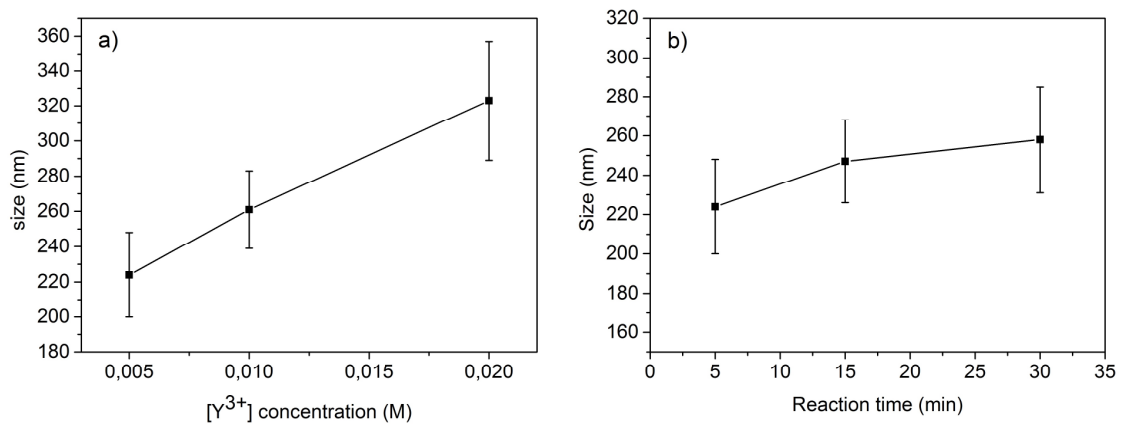 a)
360
340
320
300
280
260
240
220
200
180
size (nm)
0,005 0,010 0,015 0,020
[Y3+] concentration (M)
b)
320
300
280
260
240
220
200
180
160
Size (nm)
0 5 10 15 20 25 30 35
Reaction time (min)